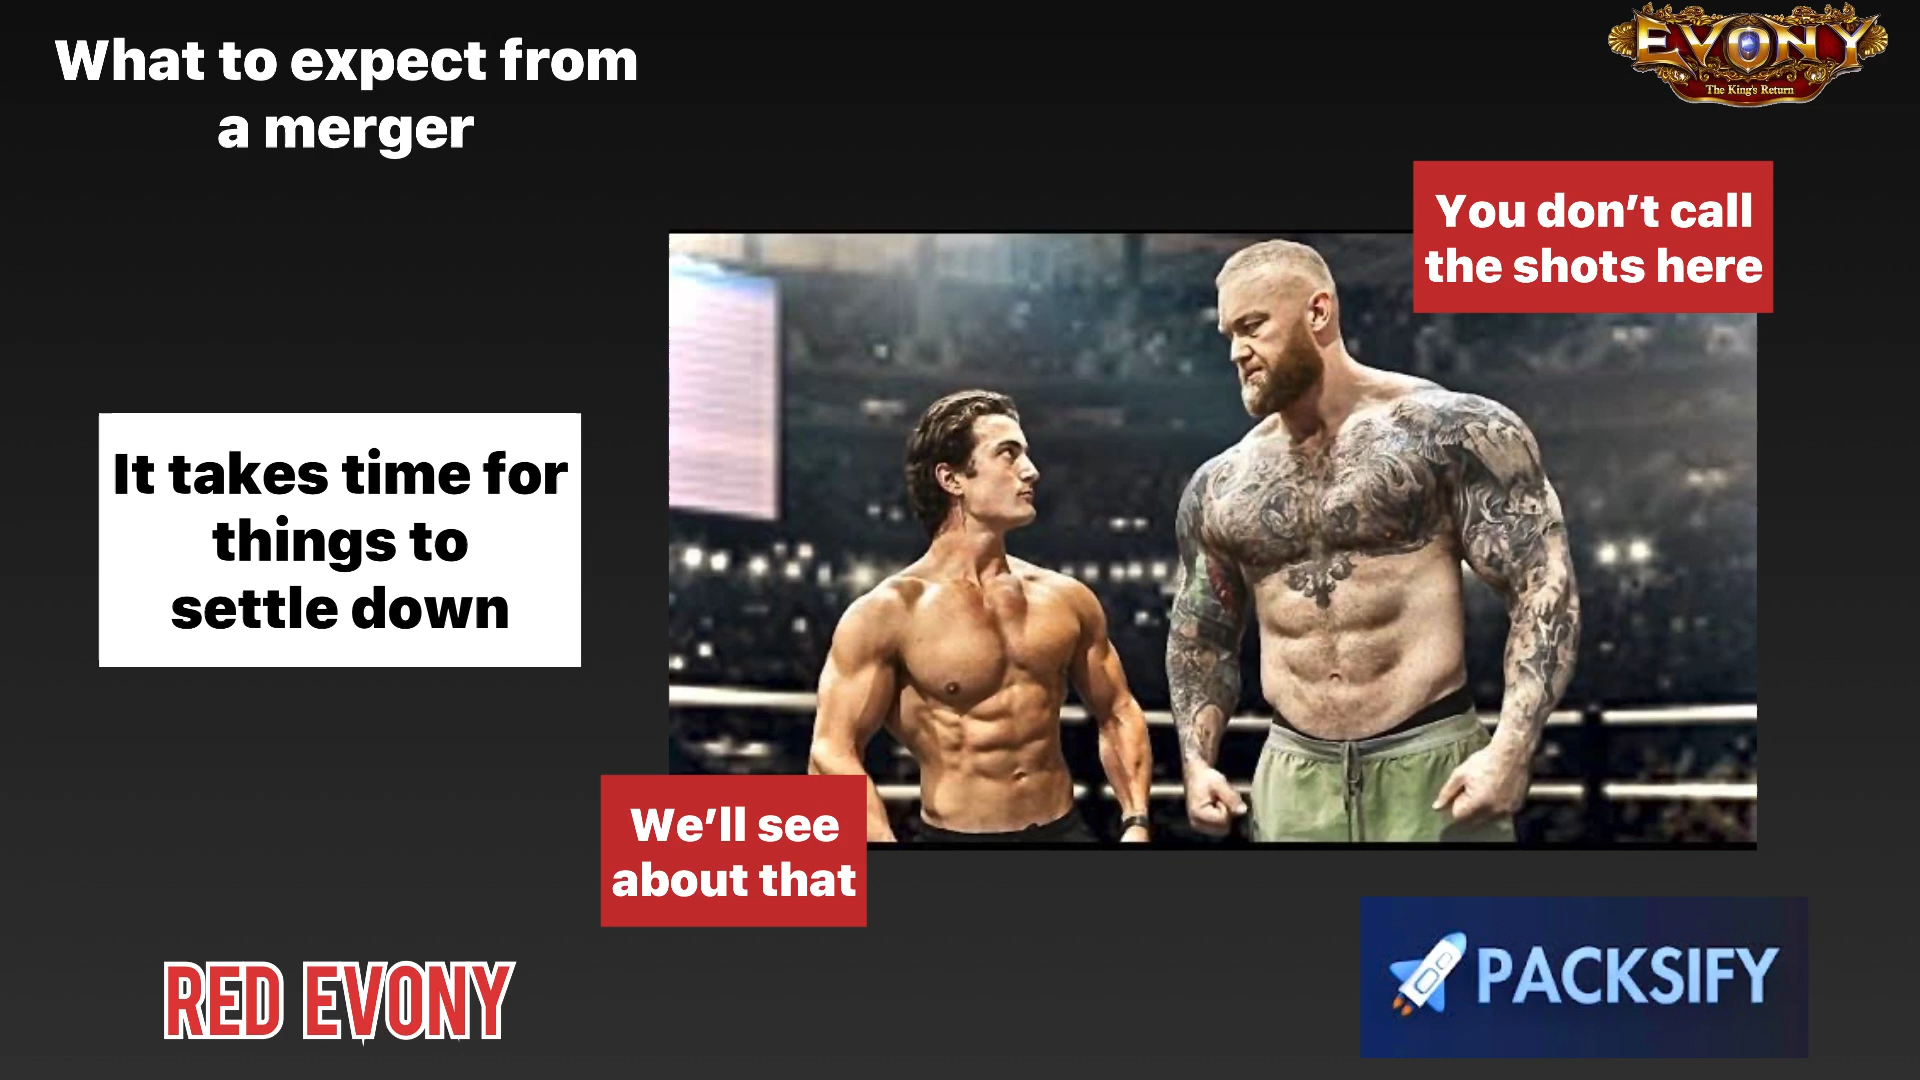 What to expect from
a merger
EVONY
The King's Return
You don't call
the shots here
It takes time for
things to
settle down
We'll see
about that
RED EVONY
PACKSIFY